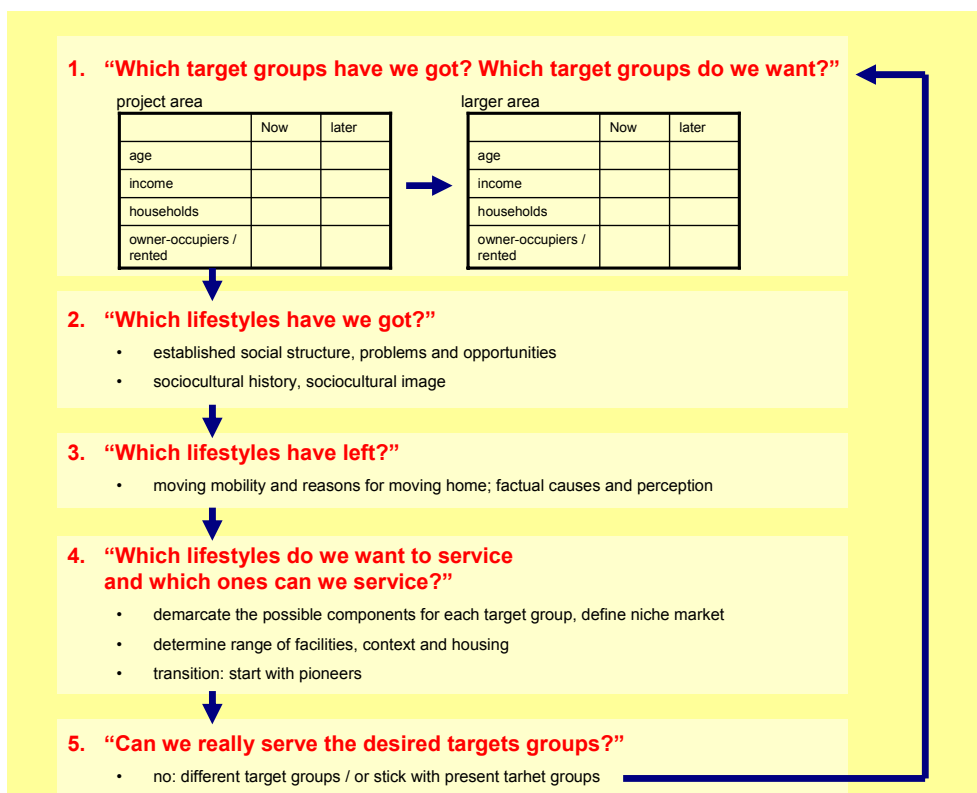 1. “Which target groups have we got? Which target groups do we want?”
project area
Now later
age
income
households
owner-occupiers /
rented
larger area
Now later
age
income
households
owner-occupiers /
rented
2. “Which lifestyles have we got?”
• established social structure, problems and opportunities
• sociocultural history, sociocultural image
3. “Which lifestyles have left?”
• moving mobility and reasons for moving home; factual causes and perception
4. “Which lifestyles do we want to service
and which ones can we service?”
• demarcate the possible components for each target group, define niche market
• determine range of facilities, context and housing
• transition: start with pioneers
5. “Can we really serve the desired targets groups?”
• no: different target groups / or stick with present tarhet groups